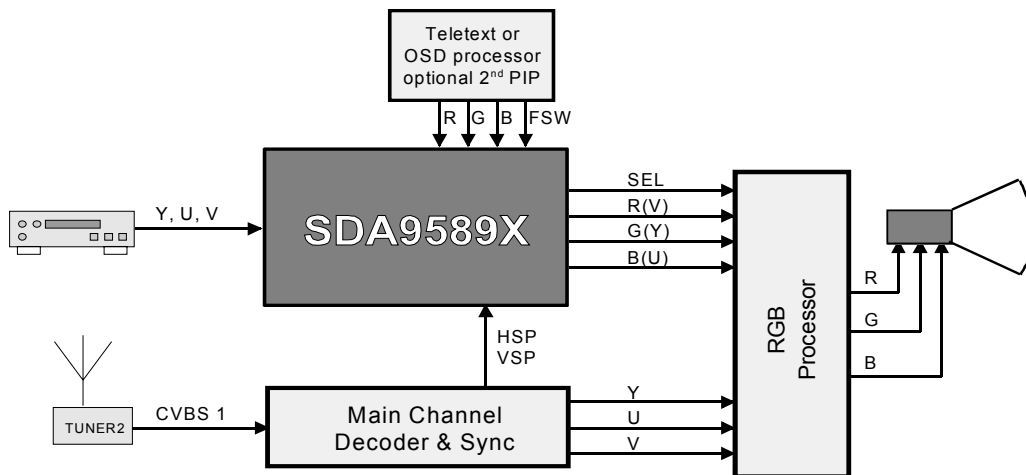 Teletext or
OSD processor
optional 2nd PIP
R G B FSW
SEL
Y, U, V
R(V)
SDA9589X
G(Y)
B(U)
R
HSP
VSP
G
RGB
Processor
B
Y
CVBS 1
Main Channel
Decoder & Sync
U
TUNER2
V